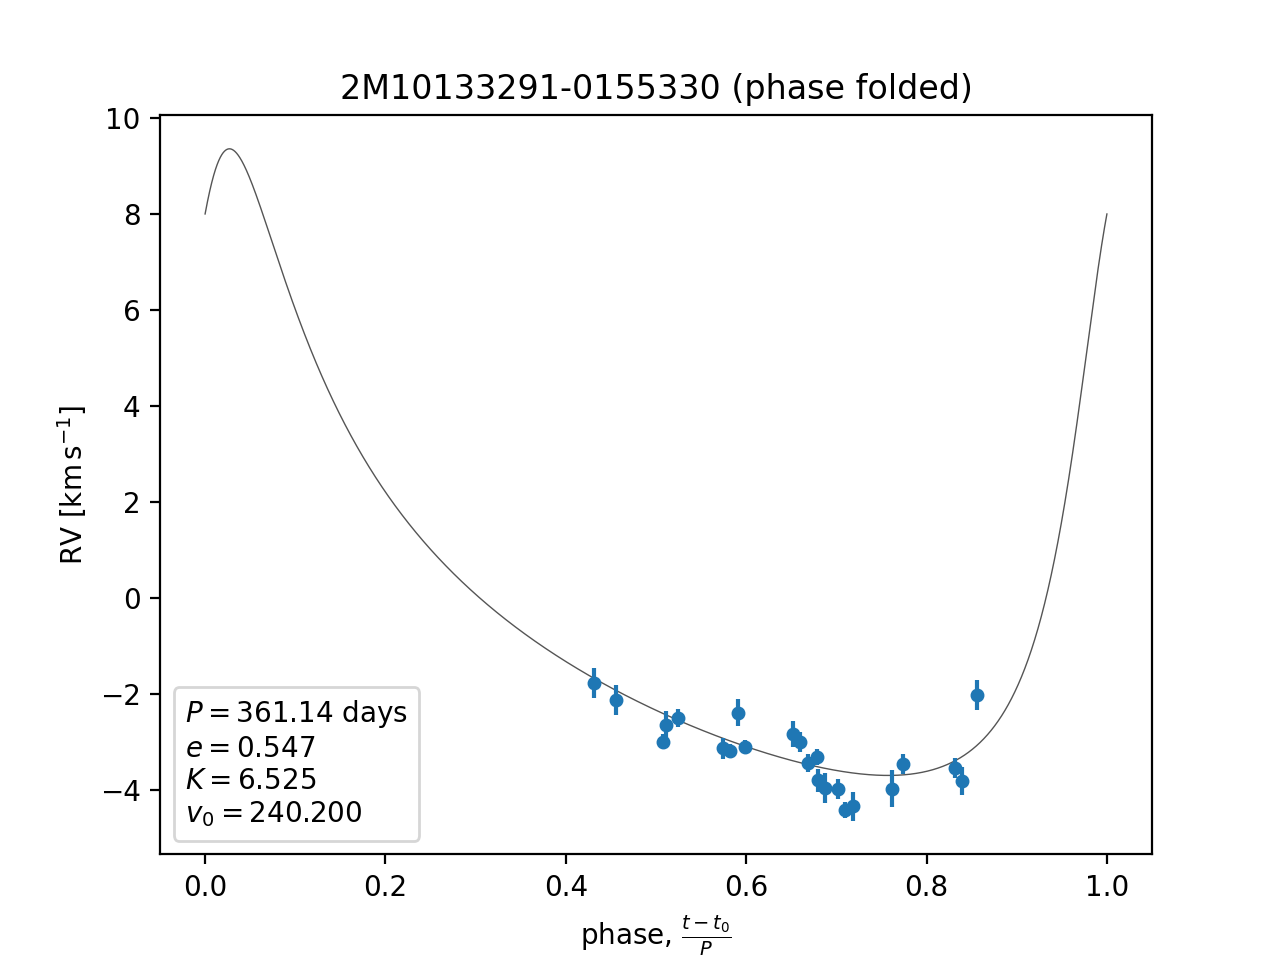 2M10133291-0155330 (phase folded)
10
8
6
4
2
0
−2
−4
RV [km s⁻¹]
P = 361.14 days
e = 0.547
K = 6.525
v₀ = 240.200
0.0 0.2 0.4 0.6 0.8 1.0
phase, (t − t₀)/P